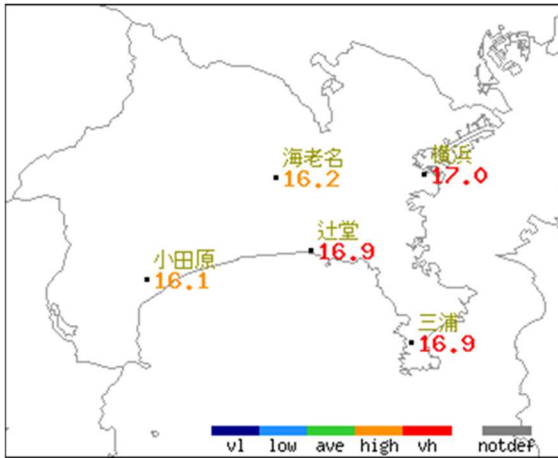 海老名
16.2
横浜
17.0
辻堂
16.9
小田原
16.1
三浦
16.9
vl low ave high vh notdef